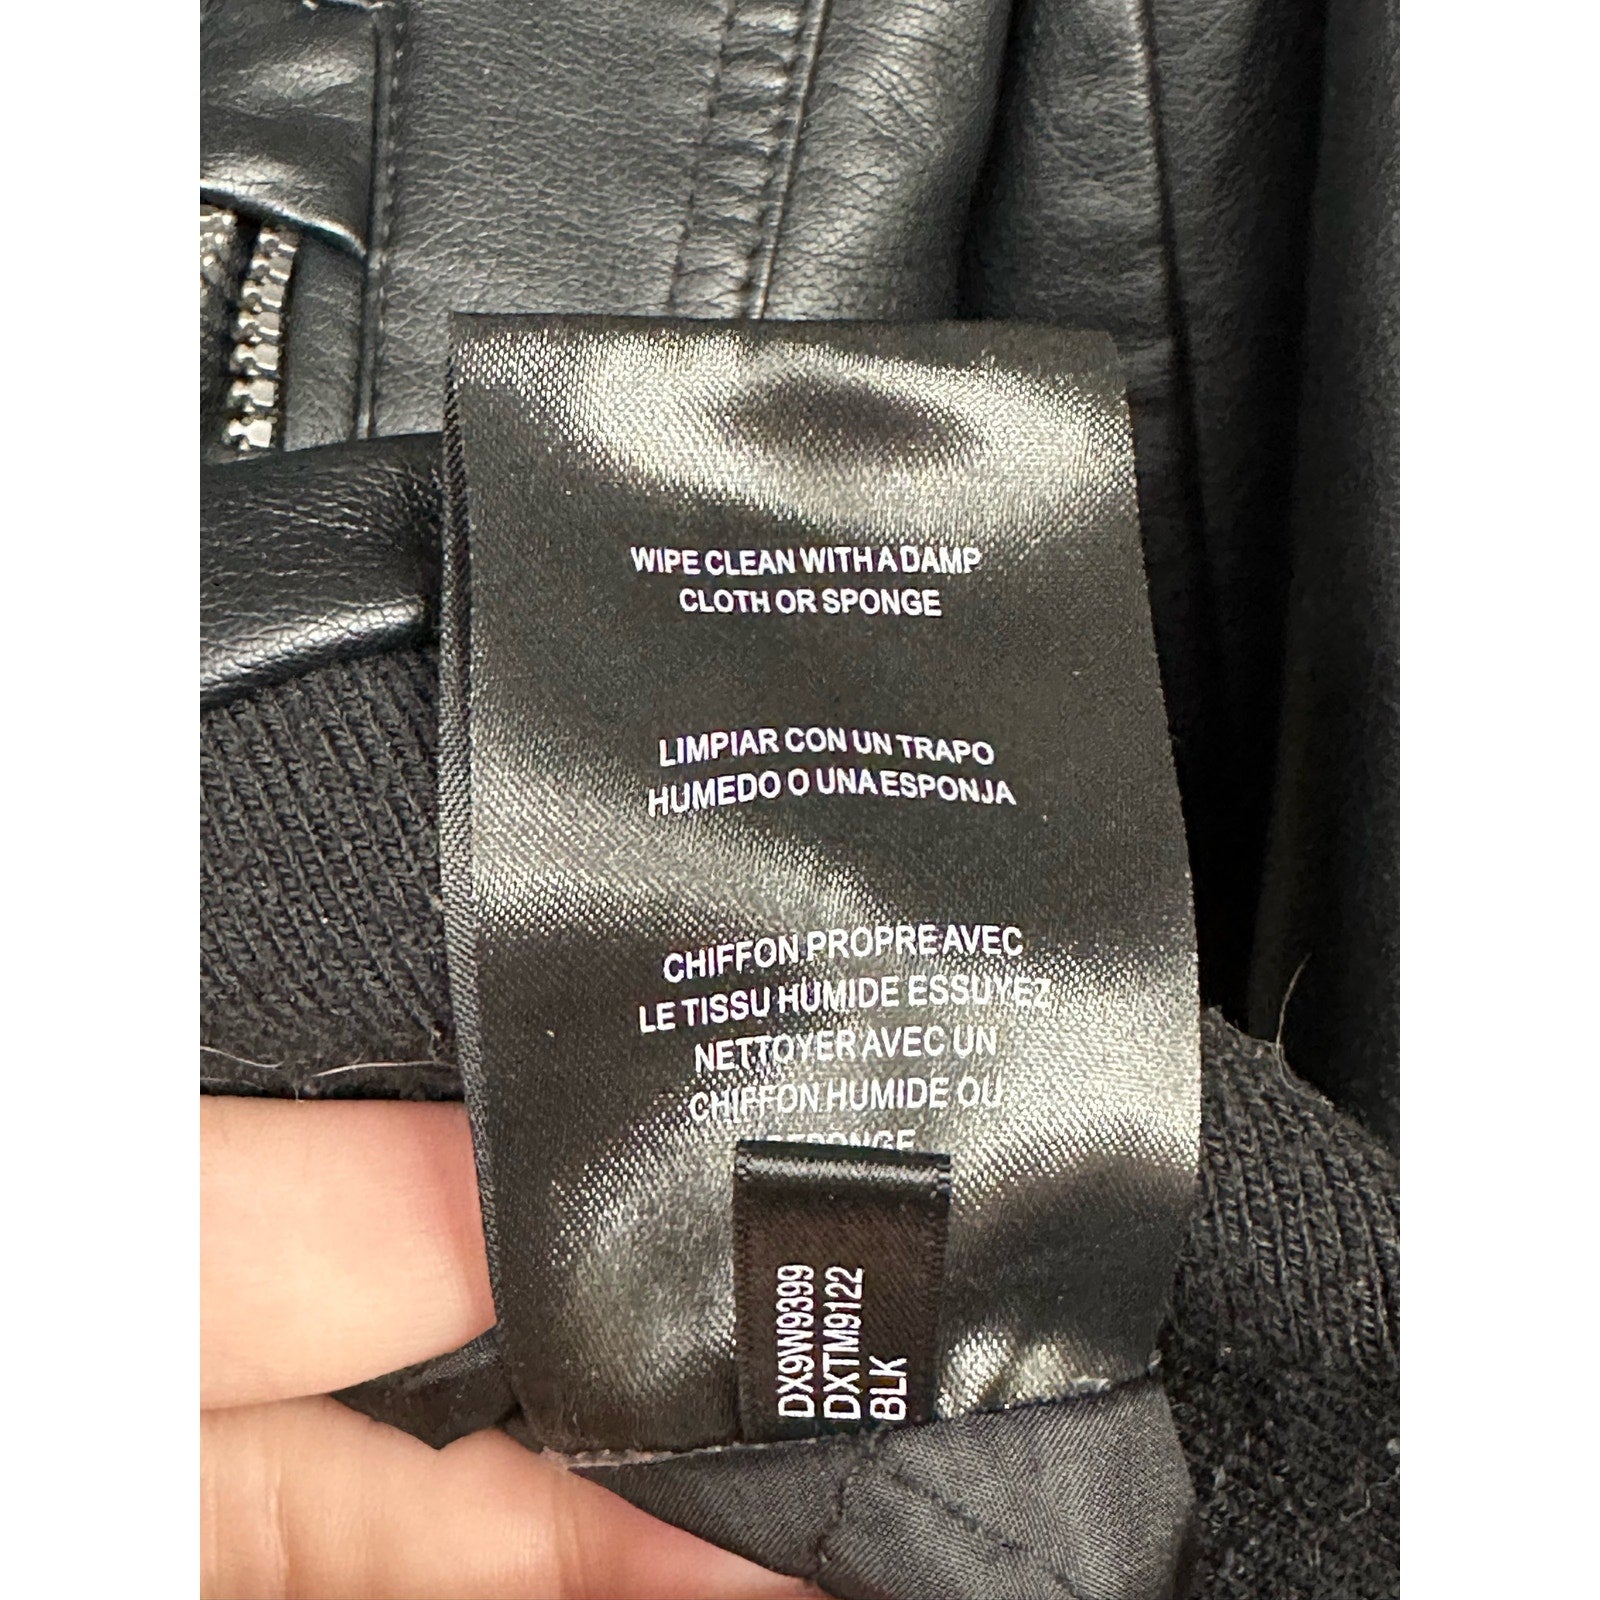 WIPE CLEAN WITH A DAMP
CLOTH OR SPONGE
LIMPIAR CON UN TRAPO
HUMEDO O UNA ESPONJA
CHIFFON PROPRE AVEC
LE TISSU HUMIDE ESSUYEZ
NETTOYER AVEC UN
CHIFFON HUMIDE OU
DX9W9399
DXTM9122
BLK